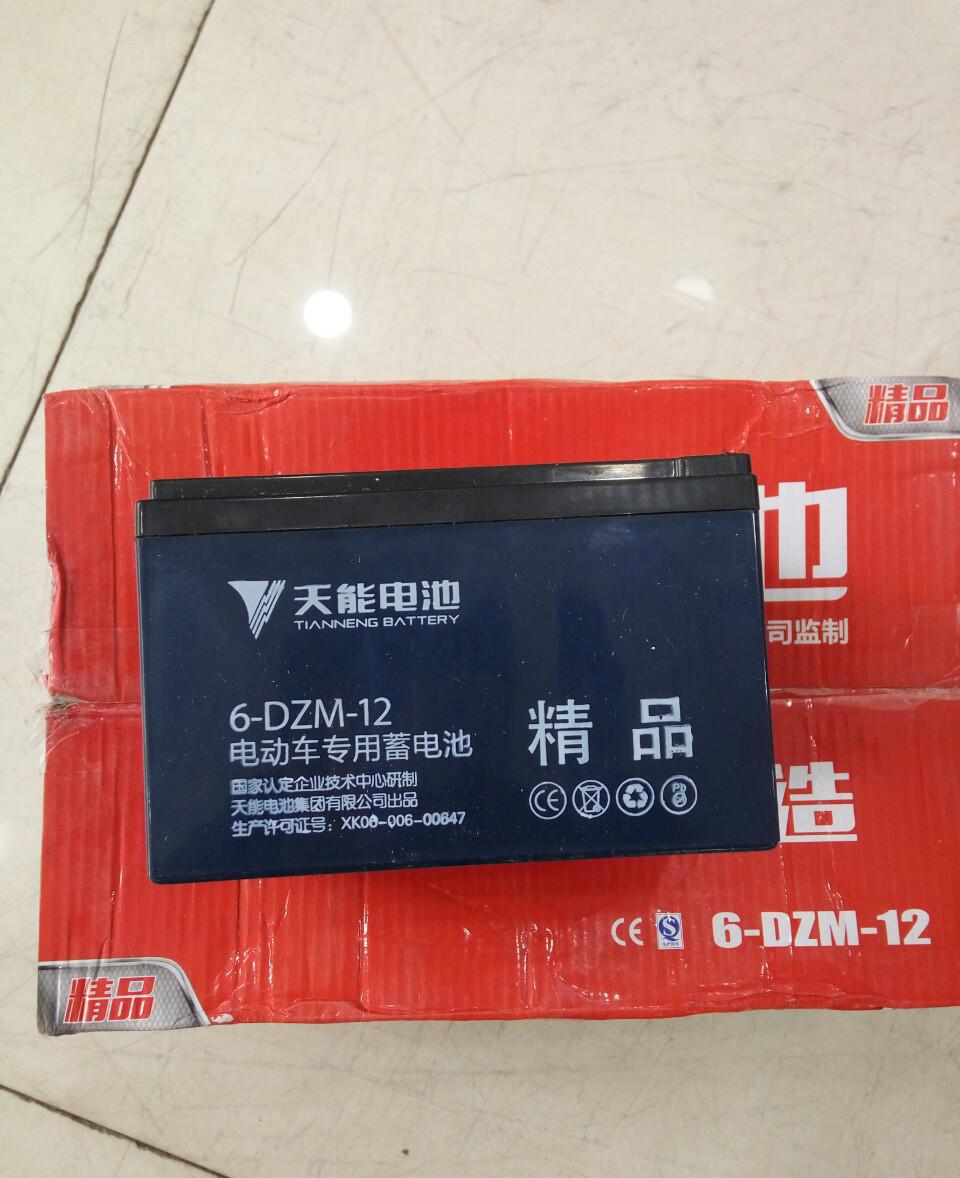 精品
池
司监制
天能电池
TIANNENG BATTERY
6-DZM-12
电动车专用蓄电池
精 品
国家认定企业技术中心研制
天能电池集团有限公司出品
生产许可证号：XK06-006-00647
CE
Pb
造
CE
6-DZM-12
精品